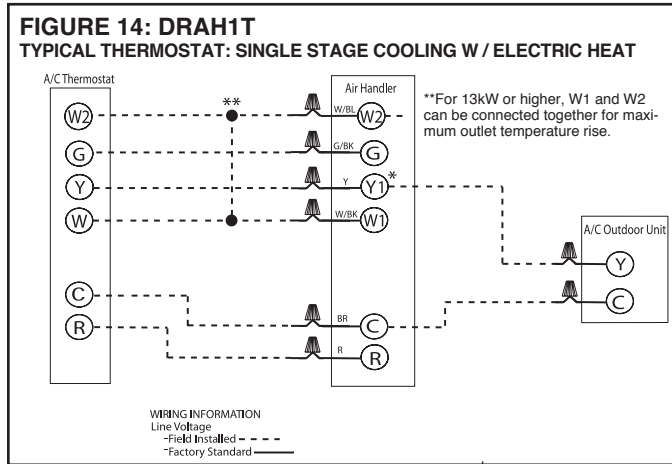 FIGURE 14: DRAH1T
TYPICAL THERMOSTAT: SINGLE STAGE COOLING W / ELECTRIC HEAT
A/C Thermostat
Air Handler
**
**For 13kW or higher, W1 and W2
can be connected together for maxi-
mum outlet temperature rise.
W2 W/BL W2
G G/BK G
Y Y Y1 *
W W/BK W1
A/C Outdoor Unit
Y
C
C BR C
R R R
WIRING INFORMATION
Line Voltage
-Field Installed
-Factory Standard